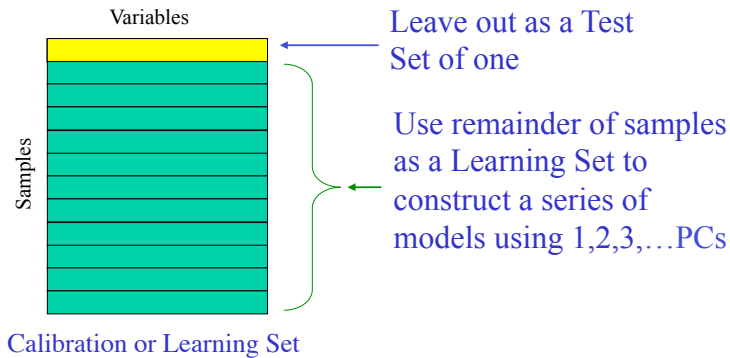 Variables
Leave out as a Test
Set of one
Samples
Use remainder of samples
as a Learning Set to
construct a series of
models using 1,2,3,…PCs
Calibration or Learning Set